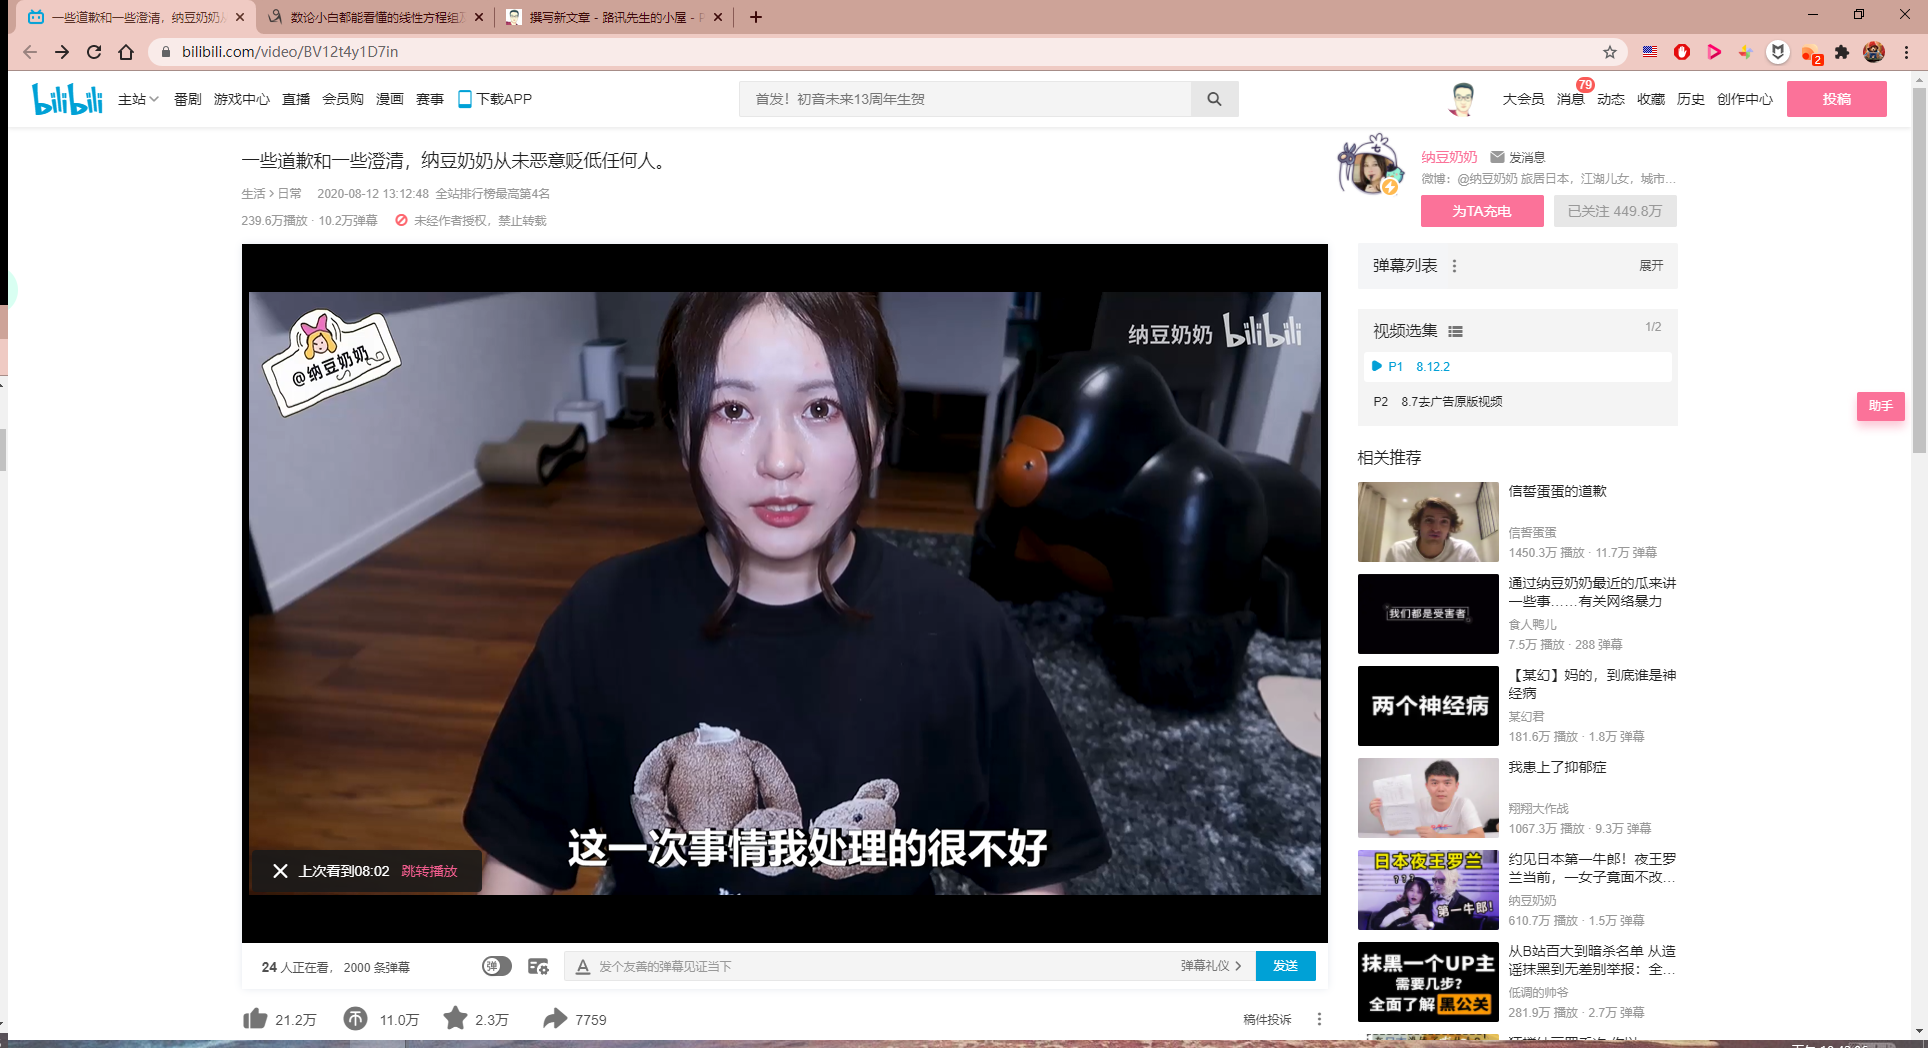 一些道歉和一些澄清，纳豆奶奶
数论小白都能看懂的线性方程组
撰写新文章 - 路讯先生的小屋 -
bilibili.com/video/BV12t4y1D7in
2
bilibili
主站
番剧
游戏中心
直播
会员购
漫画
赛事
下载APP
首发！初音未来13周年生贺
大会员
消息
79
动态
收藏
历史
创作中心
投稿
一些道歉和一些澄清，纳豆奶奶从未恶意贬低任何人。
生活 > 日常 2020-08-12 13:12:48 全站排行榜最高第4名
239.6万播放 · 10.2万弹幕 未经作者授权，禁止转载
纳豆奶奶 发消息
微博：@纳豆奶奶 旅居日本，江湖儿女，城市...
为TA充电
已关注 449.8万
@纳豆奶奶
纳豆奶奶 bilibili
这一次事情我处理的很不好
上次看到08:02 跳转播放
24 人正在看， 2000 条弹幕
弹
发个友善的弹幕见证当下
弹幕礼仪 >
发送
21.2万
11.0万
2.3万
7759
稿件投诉
弹幕列表
展开
视频选集
1/2
P1 8.12.2
P2 8.7去广告原版视频
助手
相关推荐
信誓蛋蛋的道歉
信誓蛋蛋
1450.3万 播放 · 11.7万 弹幕
我们都是受害者
通过纳豆奶奶最近的瓜来讲
一些事……有关网络暴力
食人鸭儿
7.5万 播放 · 288 弹幕
两个神经病
【某幻】妈的，到底谁是神
经病
某幻君
181.6万 播放 · 1.8万 弹幕
我患上了抑郁症
翔翔大作战
1067.3万 播放 · 9.3万 弹幕
日本夜王罗兰
???
第一牛郎！
约见日本第一牛郎！夜王罗
兰当前，一女子竟面不改...
纳豆奶奶
610.7万 播放 · 1.5万 弹幕
抹黑一个UP主
需要几步?
全面了解黑公关
从B站百大到暗杀名单 从造
谣抹黑到无差别举报：全...
低调的帅爷
281.9万 播放 · 2.7万 弹幕